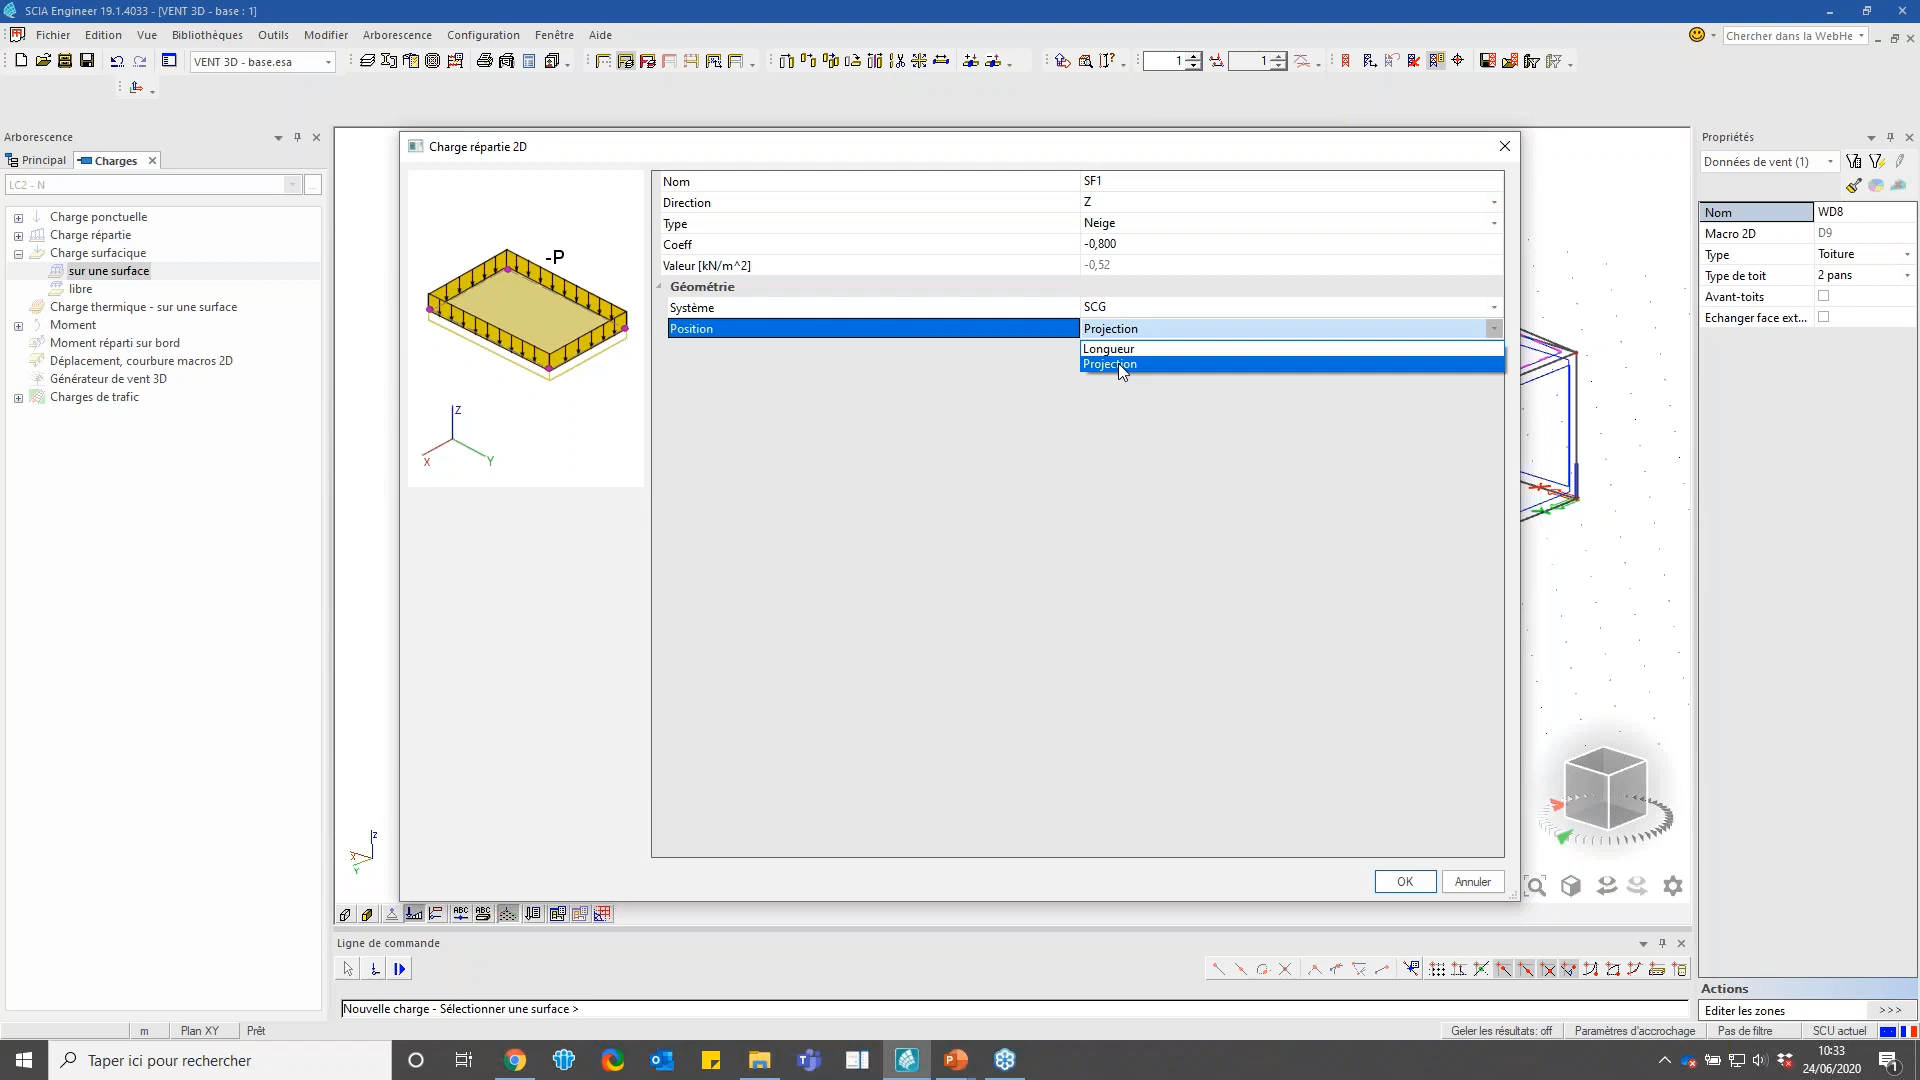 SCIA Engineer 19.1.4033 - [VENT 3D - base : 1]
Fichier Edition Vue Bibliothèques Outils Modifier Arborescence Configuration Fenêtre Aide
Chercher dans la WebHe
VENT 3D - base.esa
1
1
Arborescence
Principal
Charges
LC2 - N
...
Charge ponctuelle
Charge répartie
Charge surfacique
sur une surface
libre
Charge thermique - sur une surface
Moment
Moment réparti sur bord
Déplacement, courbure macros 2D
Générateur de vent 3D
Charges de trafic
Charge répartie 2D
-P
Z
X
Y
Nom SF1
Direction Z
Type Neige
Coeff -0,800
Valeur [kN/m^2] -0,52
Géométrie
Système SCG
Position Projection
Longueur
Projection
OK
Annuler
Propriétés
Données de vent (1)
Nom WD8
Macro 2D D9
Type Toiture
Type de toit 2 pans
Avant-toits
Echanger face ext...
Z
X
Y
ABC
ABC
Ligne de commande
Nouvelle charge - Sélectionner une surface >
Actions
Editer les zones >>>
m Plan XY Prêt
Geler les résultats: off Paramètres d'accrochage Pas de filtre SCU actuel
Taper ici pour rechercher
10:33
24/06/2020
1